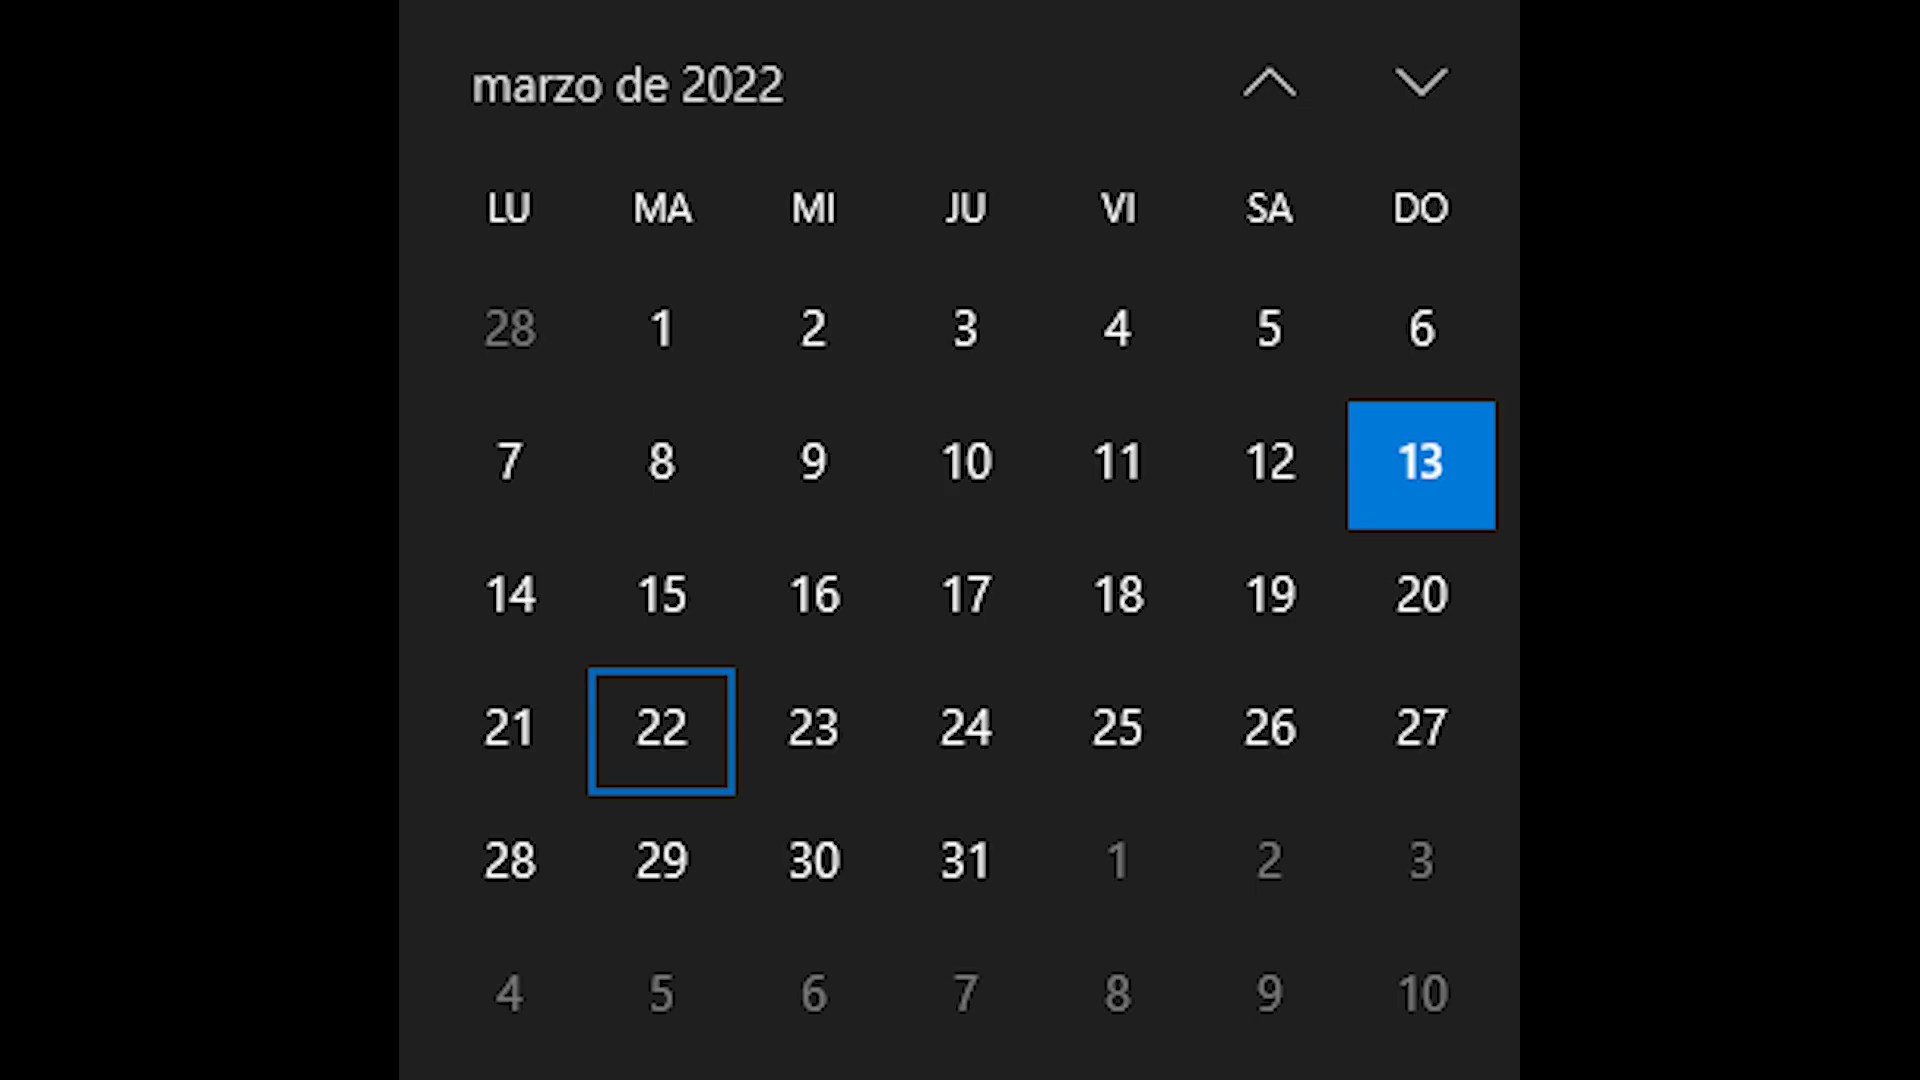 marzo de 2022
LU MA MI JU VI SA DO
28 1 2 3 4 5 6
7 8 9 10 11 12 13
14 15 16 17 18 19 20
21 22 23 24 25 26 27
28 29 30 31 1 2 3
4 5 6 7 8 9 10